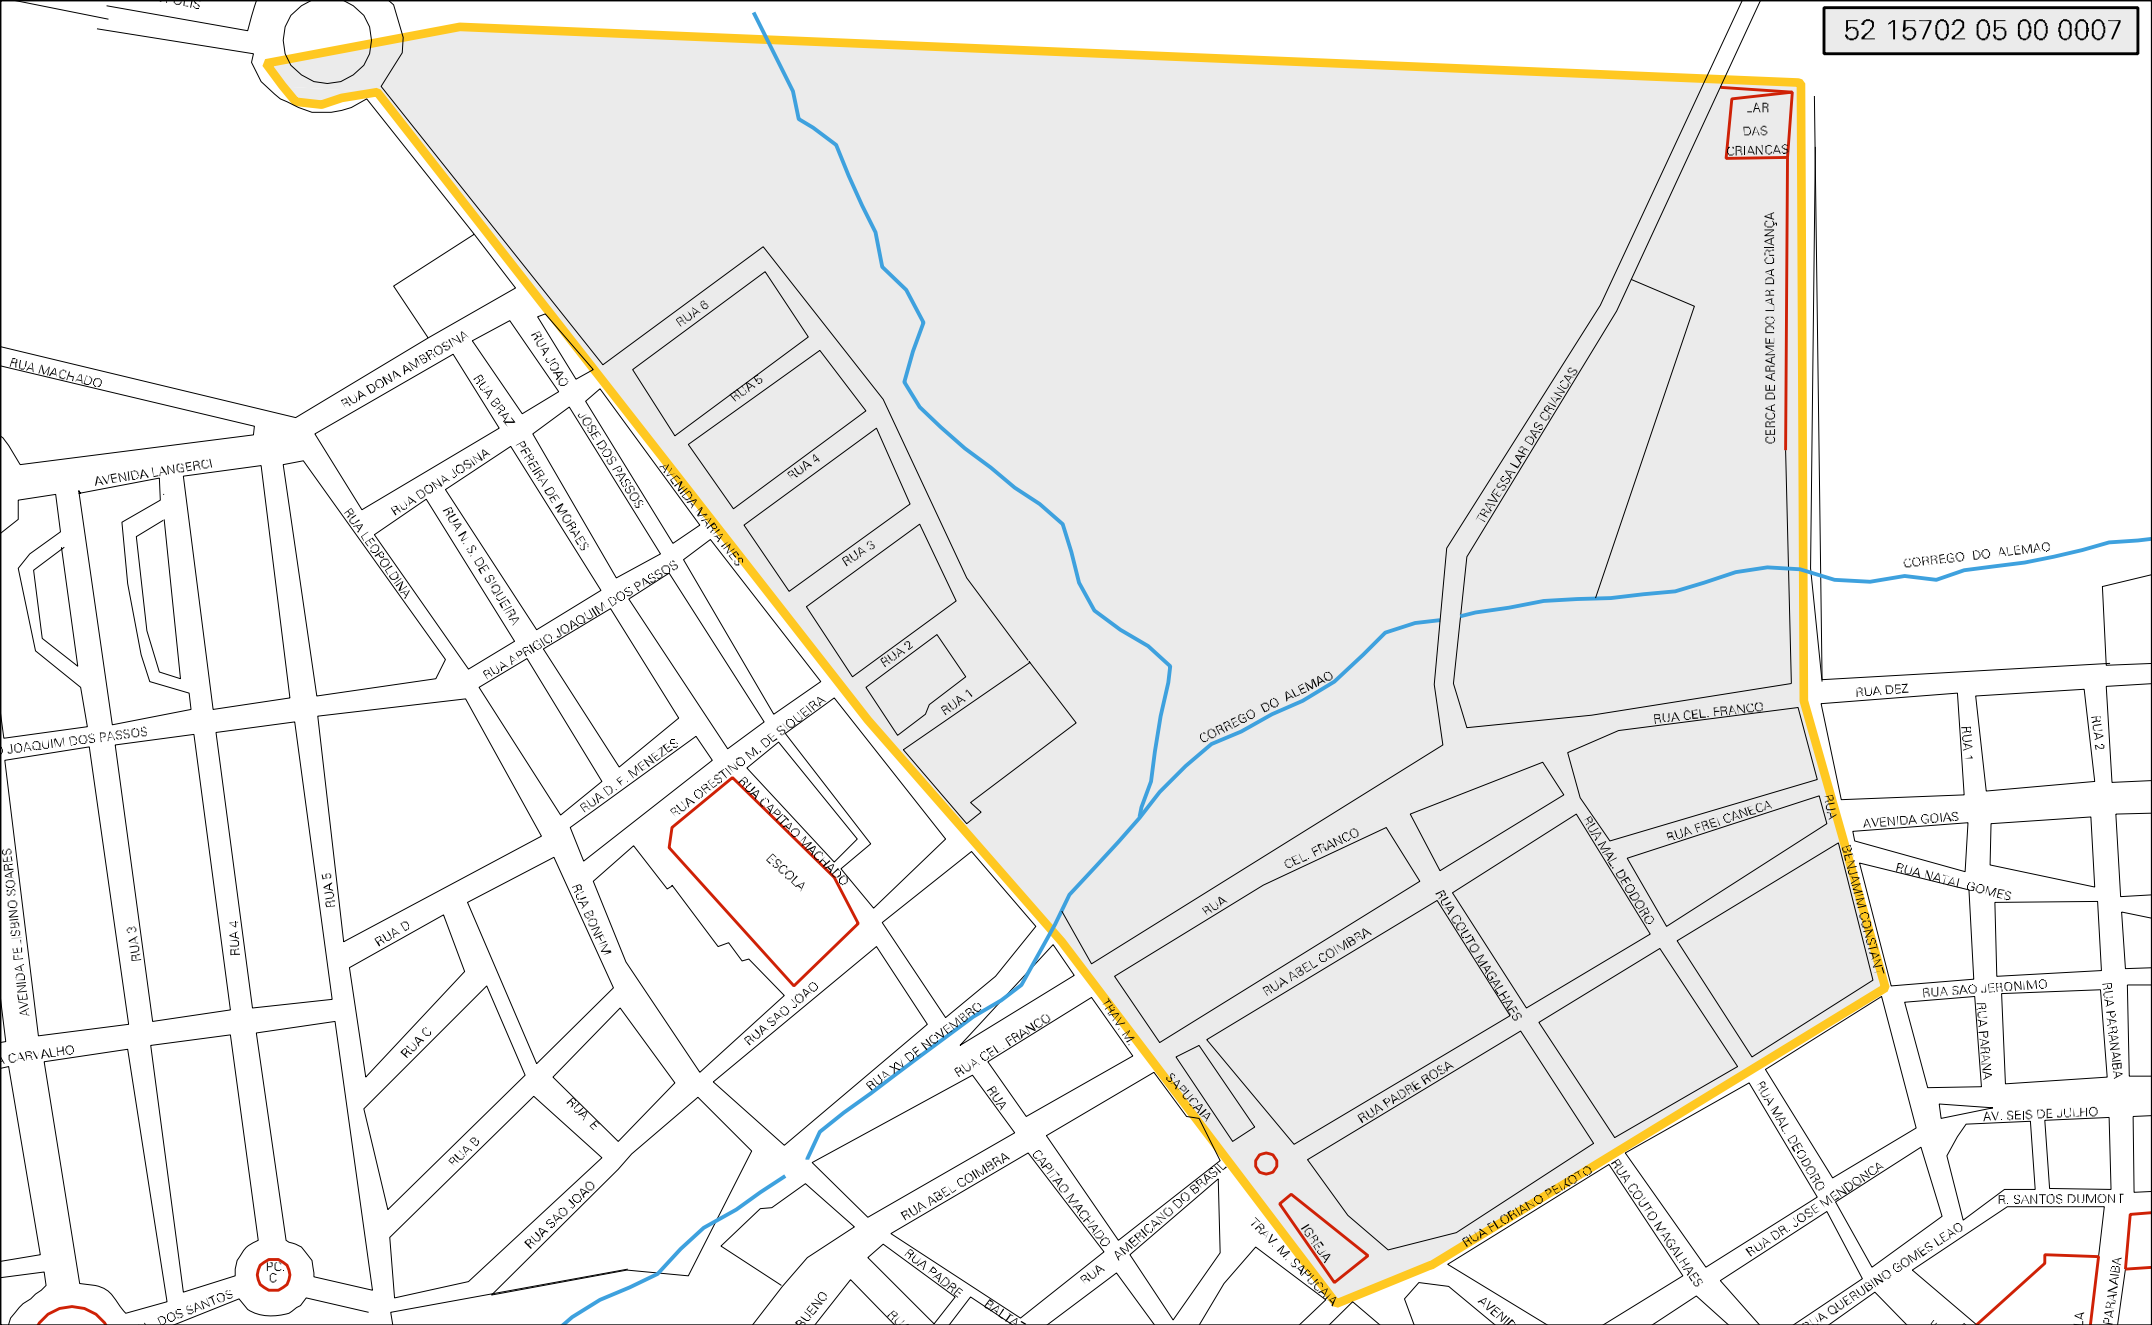 52 15702 05 00 0007
LAR
DAS
CRIANCAS
CERCA DE ARAME DO LAR DA CRIANÇA
TRAVESSA LAR DAS CRIANCAS
CORREGO DO ALEMAO
CORREGO DO ALEMAO
RUA 6
RUA 5
RUA 4
RUA 3
RUA 2
RUA 1
RUA JOAO
RUA DONA AMBROSINA
RUA MACHADO
RUA BRAZ
JOSE DOS PASSOS
PEREIRA DE MORAES
RUA DONA JOSINA
AVENIDA LANGERCI
AVENIDA MARIA INES
RUA LEOPOLDINA
RUA N. S. DE SIQUEIRA
RUA APRIGIO JOAQUIM DOS PASSOS
JOAQUIM DOS PASSOS
RUA D. F. MENEZES
RUA ORESTINO M. DE SIQUEIRA
RUA CAPITAO MACHADO
ESCOLA
RUA DEZ
RUA CEL. FRANCO
RUA 1
RUA 2
RUA FREI CANECA
AVENIDA GOIAS
RUA NATAL GOMES
RUA
BENJAMIM CONSTANT
RUA
CEL. FRANCO
RUA MAL. DEODORO
RUA COUTO MAGALHAES
RUA ABEL COIMBRA
RUA 5
RUA 4
RUA 3
RUA D
RUA BONFIM
RUA C
RUA SAO JOAO
RUA XV DE NOVEMBRO
RUA CEL. FRANCO
TRAV. M.
SAPUCAIA
RUA PADRE ROSA
RUA SAO JERONIMO
RUA PARANA
RUA PARANAIBA
CARVALHO
RUA E
RUA B
RUA
CAPITAO MACHADO
RUA ABEL COIMBRA
RUA
AMERICANO DO BRASIL
RUA FLORIANO PEIXOTO
RUA COUTO MAGALHAES
RUA MAL. DEODORO
RUA DR. JOSE MENDONCA
AV. SEIS DE JULHO
R. SANTOS DUMONT
RUA SAO JOAO
IGREJA
TRAV. M. SAPUCAIA
RUA PADRE
RUA QUERUBINO GOMES LEAO
PARANAIBA
PC.
C
DOS SANTOS
BUENO